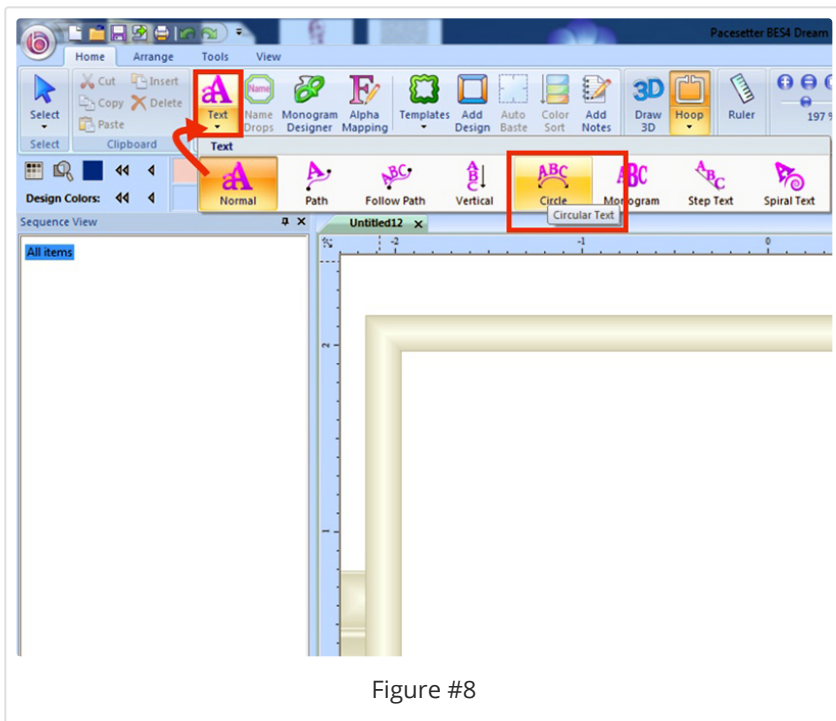 Pacesetter BES4 Dream
Home Arrange Tools View
Select
Cut Insert
Copy Delete
Paste
Text
Name Drops
Monogram Designer
Alpha Mapping
Templates
Add Design
Auto Baste
Color Sort
Add Notes
3D
Draw 3D
Hoop
Ruler
197 %
Select Clipboard Text
Normal Path Follow Path Vertical Circle Monogram Step Text Spiral Text
Circular Text
Design Colors:
Sequence View Untitled12
All items
-2 -1 0
2
1
Figure #8